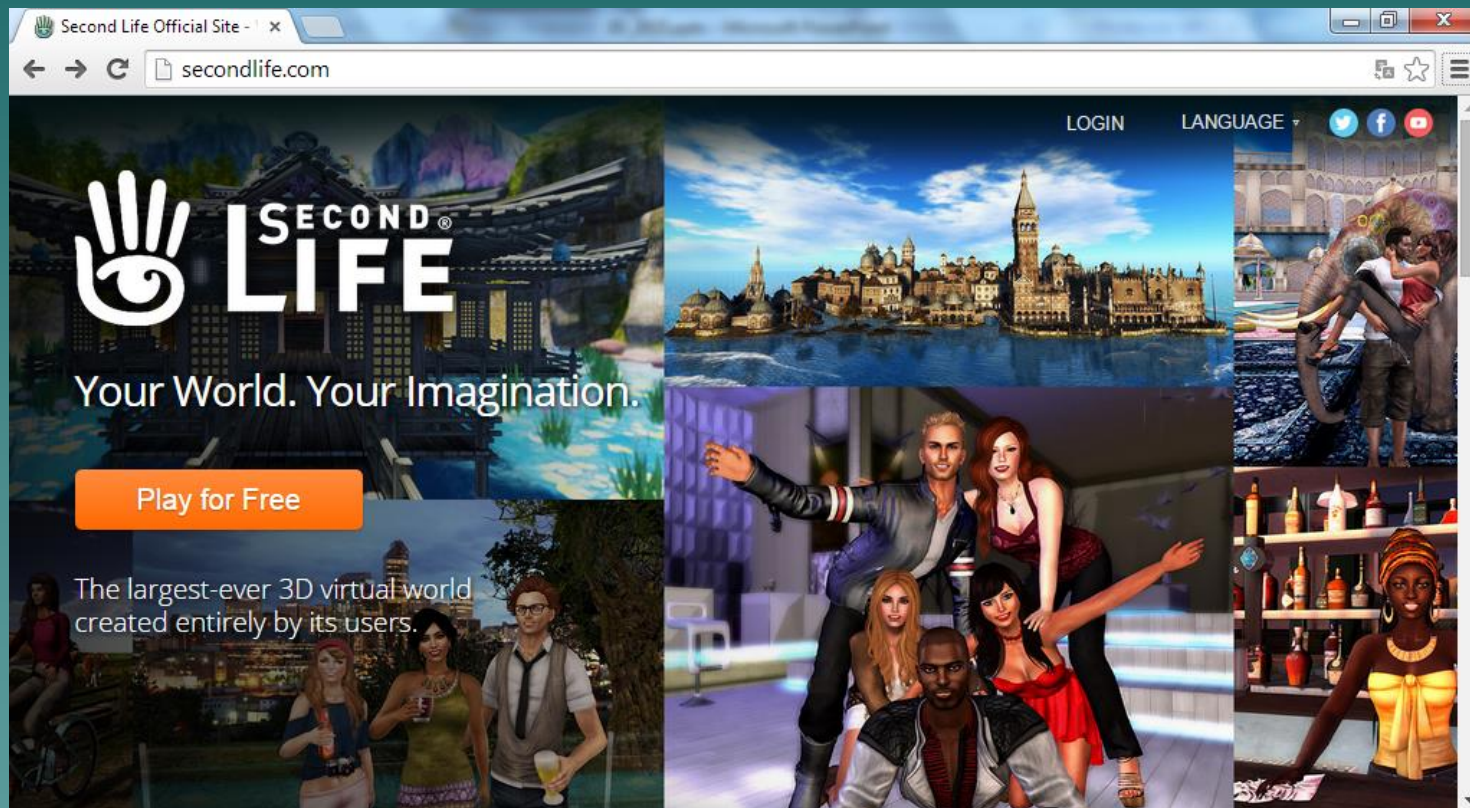 Second Life Official Site -
secondlife.com
LOGIN LANGUAGE
SECOND®
LIFE
Your World. Your Imagination.
Play for Free
The largest-ever 3D virtual world
created entirely by its users.